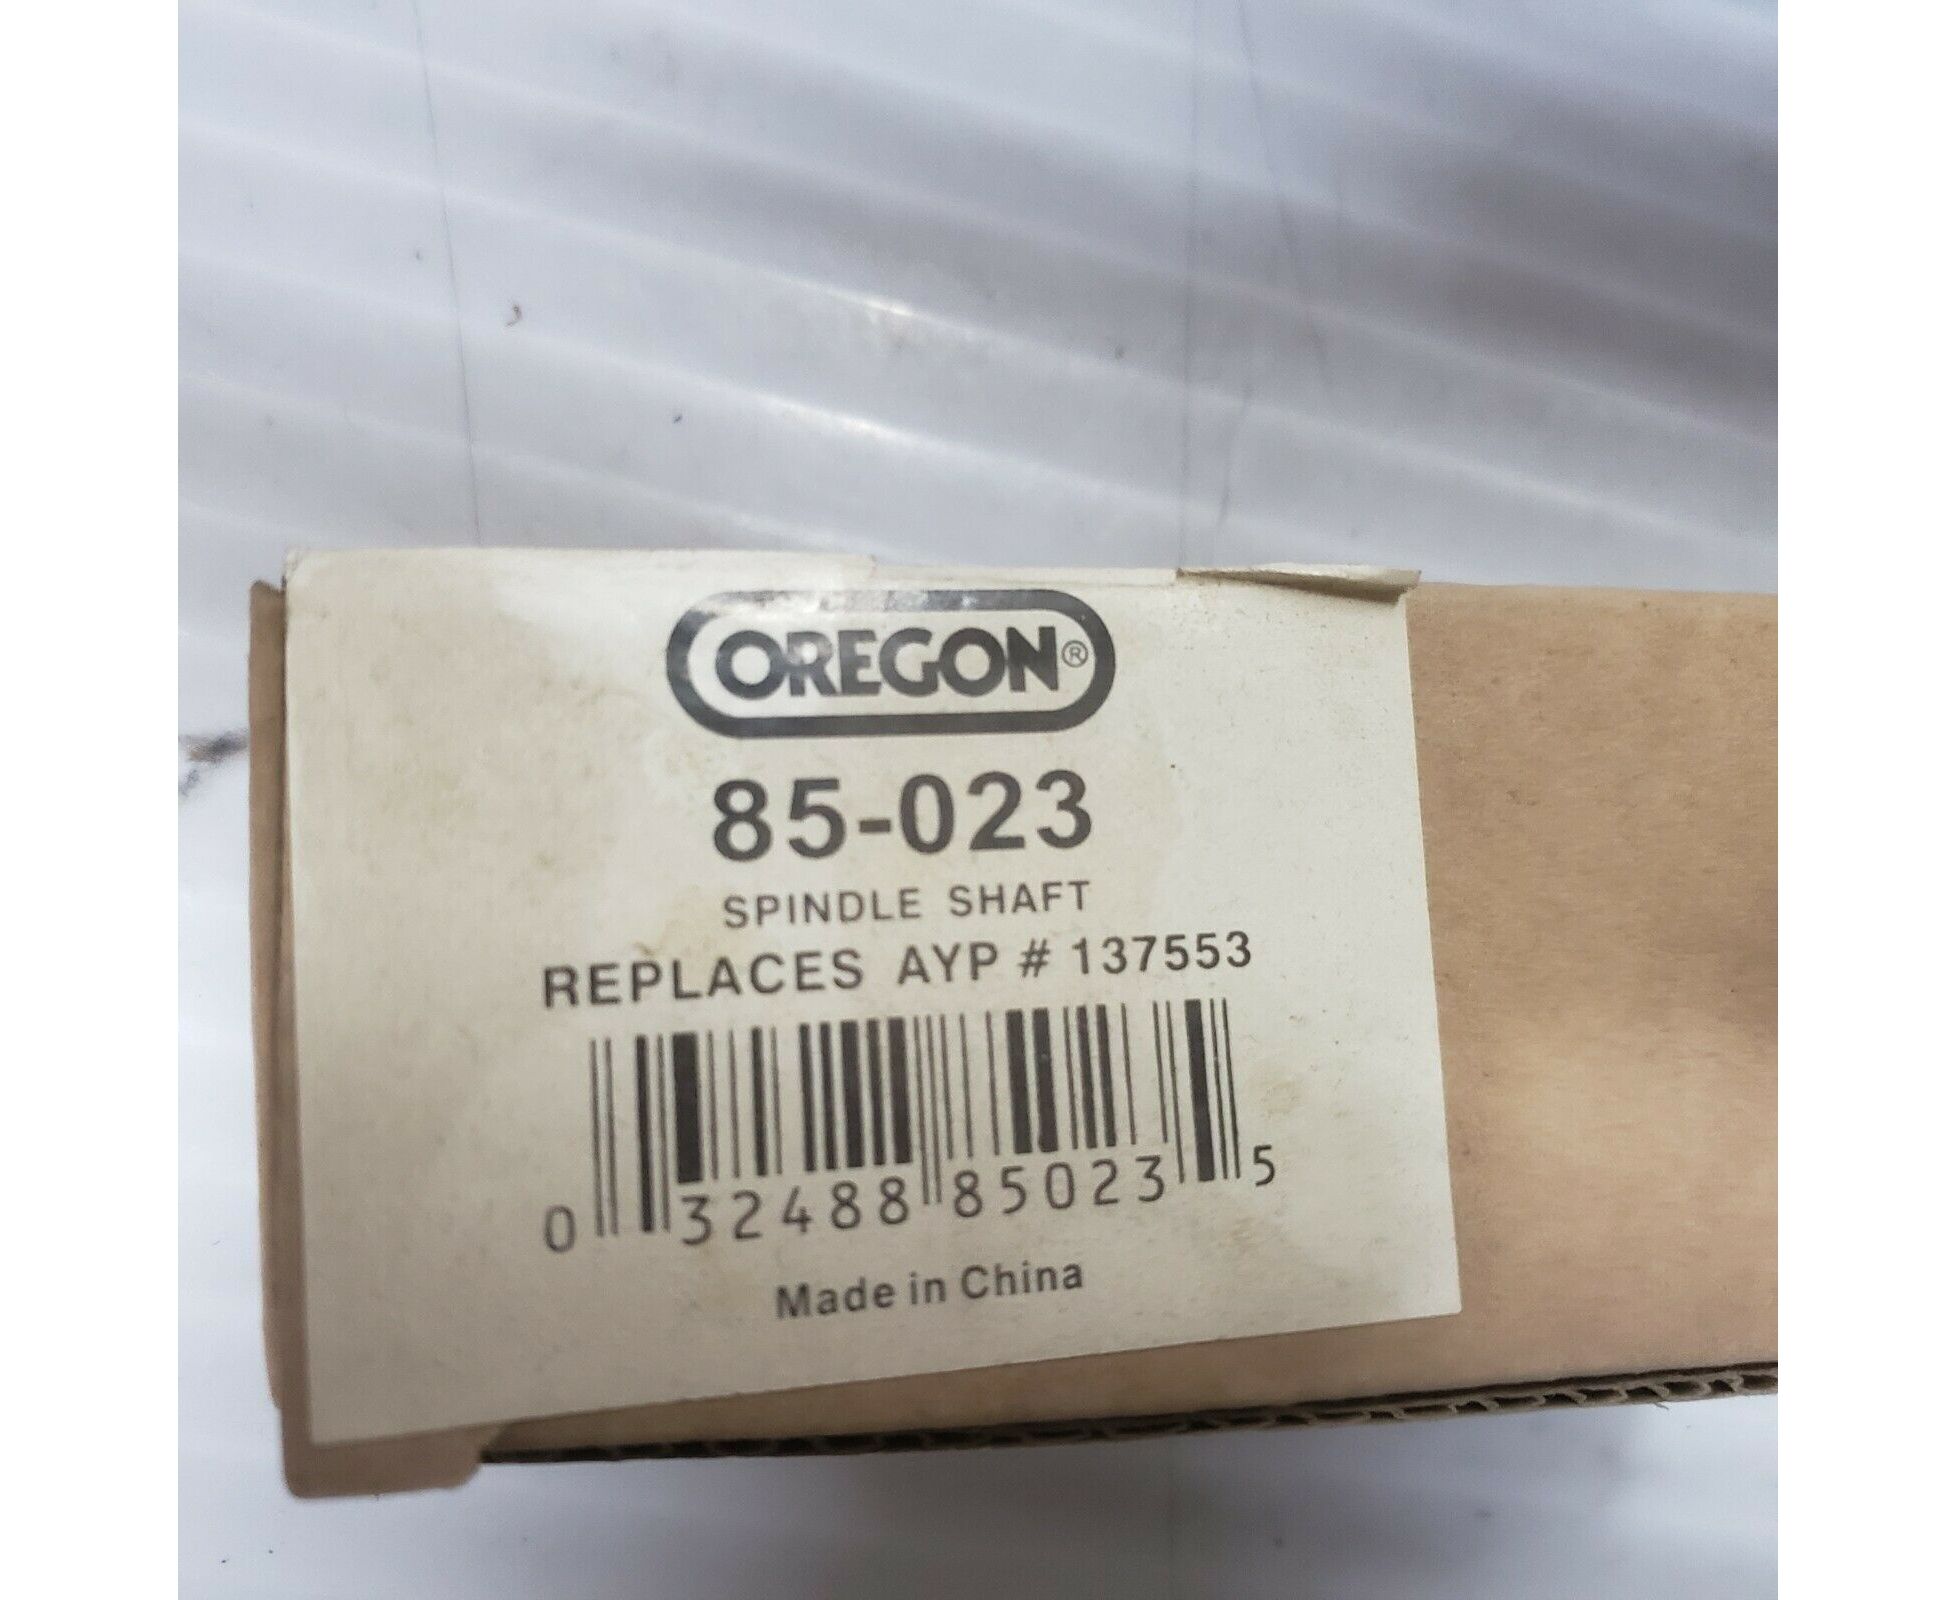 OREGON®
85-023
SPINDLE SHAFT
REPLACES AYP # 137553
0 32488 85023 5
Made in China